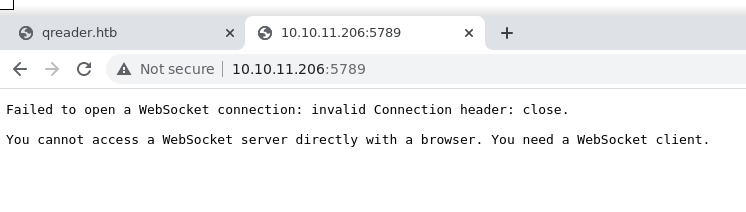 qreader.htb
10.10.11.206:5789
Not secure
10.10.11.206:5789
Failed to open a WebSocket connection: invalid Connection header: close.
You cannot access a WebSocket server directly with a browser. You need a WebSocket client.